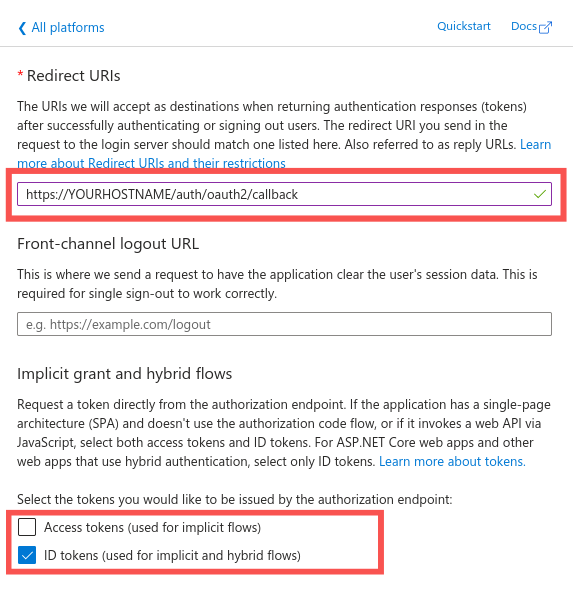 All platforms
Quickstart
Docs
* Redirect URIs
The URIs we will accept as destinations when returning authentication responses (tokens)
after successfully authenticating or signing out users. The redirect URI you send in the
request to the login server should match one listed here. Also referred to as reply URLs. Learn
more about Redirect URIs and their restrictions
https://YOURHOSTNAME/auth/oauth2/callback
Front-channel logout URL
This is where we send a request to have the application clear the user's session data. This is
required for single sign-out to work correctly.
e.g. https://example.com/logout
Implicit grant and hybrid flows
Request a token directly from the authorization endpoint. If the application has a single-page
architecture (SPA) and doesn't use the authorization code flow, or if it invokes a web API via
JavaScript, select both access tokens and ID tokens. For ASP.NET Core web apps and other
web apps that use hybrid authentication, select only ID tokens. Learn more about tokens.
Select the tokens you would like to be issued by the authorization endpoint:
Access tokens (used for implicit flows)
ID tokens (used for implicit and hybrid flows)